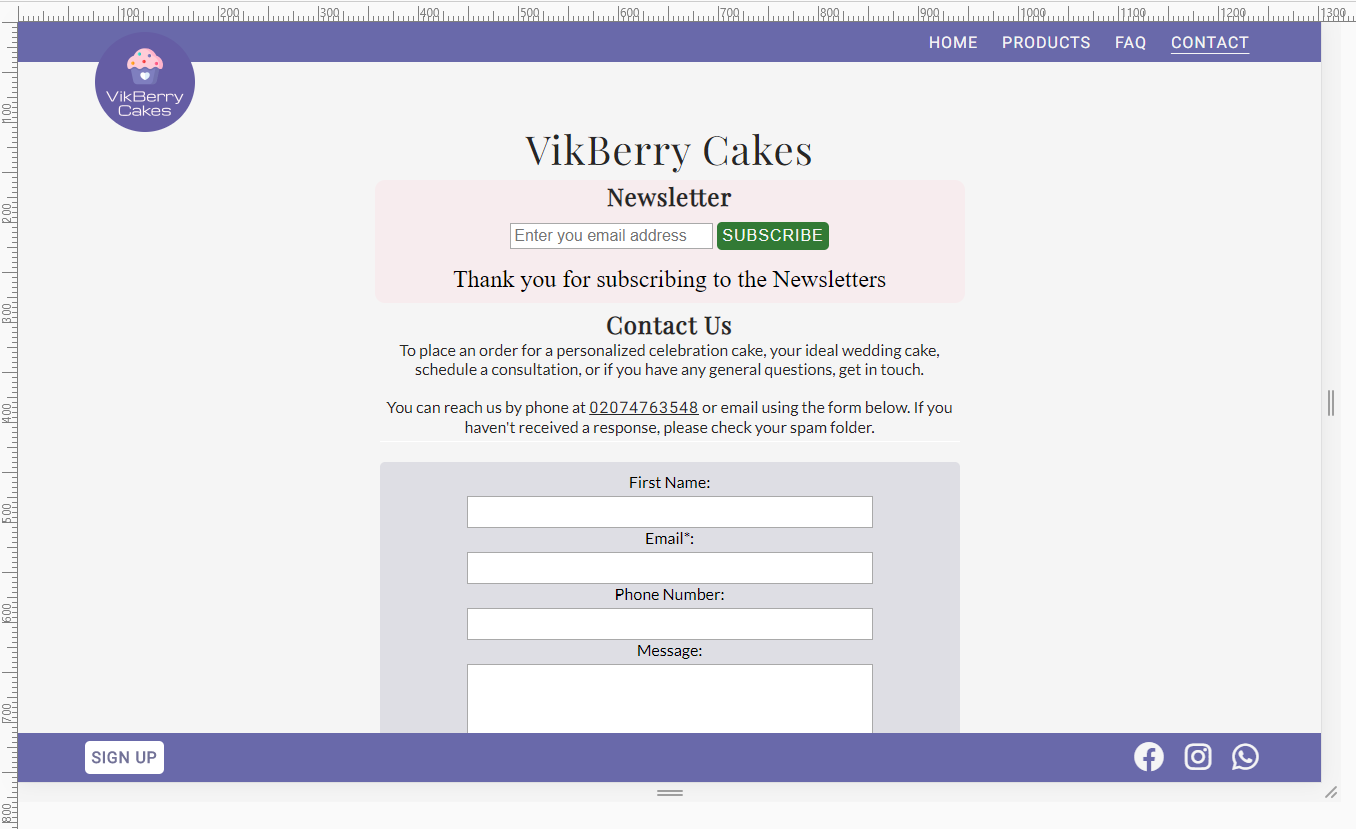 100 200 300 400 500 600 700 800 900 1000 1100 1200 1300
HOME PRODUCTS FAQ CONTACT
VikBerry
Cakes
VikBerry Cakes
Newsletter
Enter you email address SUBSCRIBE
Thank you for subscribing to the Newsletters
Contact Us
To place an order for a personalized celebration cake, your ideal wedding cake,
schedule a consultation, or if you have any general questions, get in touch.
You can reach us by phone at 02074763548 or email using the form below. If you
haven't received a response, please check your spam folder.
First Name:
Email*:
Phone Number:
Message:
SIGN UP
100
200
300
400
500
600
700
800